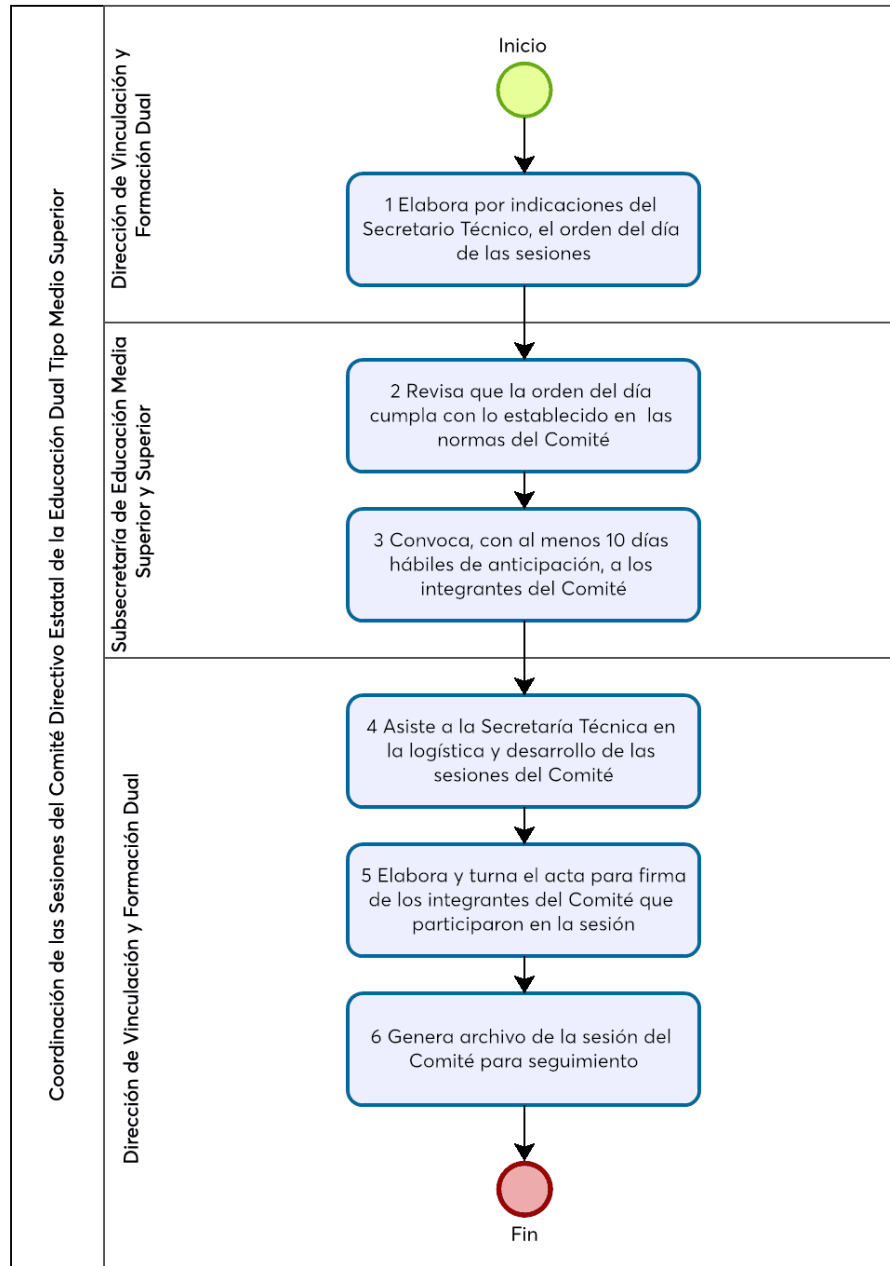 Coordinación de las Sesiones del Comité Directivo Estatal de la Educación Dual Tipo Medio Superior
Dirección de Vinculación y
Formación Dual
Inicio
1 Elabora por indicaciones del
Secretario Técnico, el orden del día
de las sesiones
Subsecretaría de Educación Media
Superior y Superior
2 Revisa que la orden del día
cumpla con lo establecido en las
normas del Comité
3 Convoca, con al menos 10 días
hábiles de anticipación, a los
integrantes del Comité
Dirección de Vinculación y Formación Dual
4 Asiste a la Secretaría Técnica en
la logística y desarrollo de las
sesiones del Comité
5 Elabora y turna el acta para firma
de los integrantes del Comité que
participaron en la sesión
6 Genera archivo de la sesión del
Comité para seguimiento
Fin